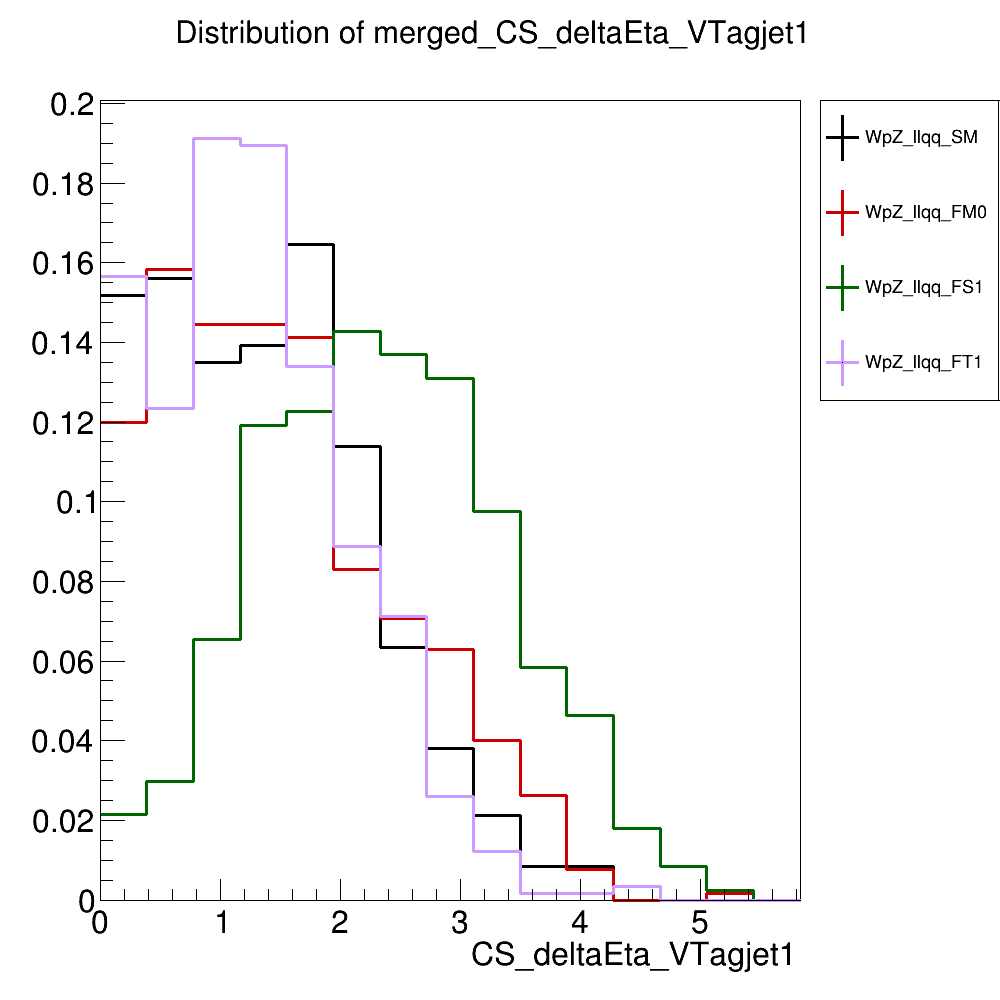 Distribution of merged_CS_deltaEta_VTagjet1
0.2
0.18
0.16
0.14
0.12
0.1
0.08
0.06
0.04
0.02
0
0 1 2 3 4 5
CS_deltaEta_VTagjet1
WpZ_llqq_SM
WpZ_llqq_FM0
WpZ_llqq_FS1
WpZ_llqq_FT1